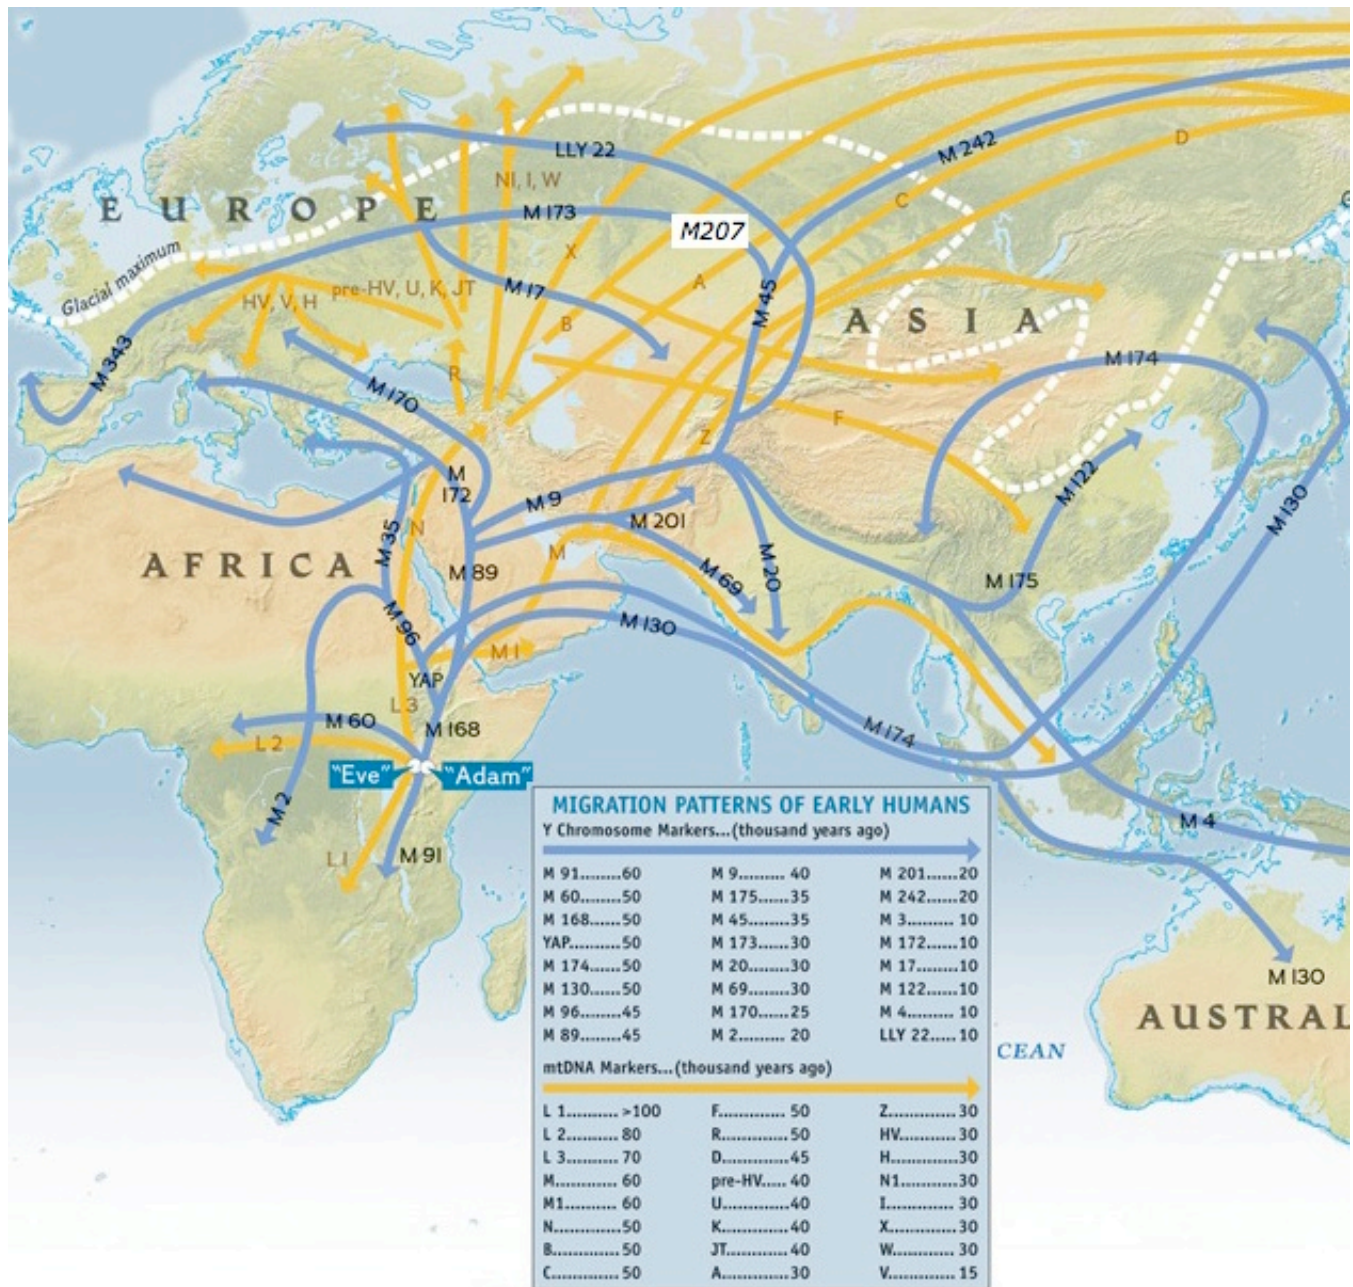 LLY 22
M 242
D
NI, I, W
C
EUROPE
M 173
M207
X
Glacial maximum
A
M 17
M 45
pre-HV, U, K, JT
HV, V, H
B
ASIA
M 343
M 174
R
M 170
F
Z
M 122
M
172
M 9
M 130
M 201
N
M 35
M
AFRICA
M 89
M 69
M 20
M 175
M 96
M 130
M 1
YAP
L 3
M 60
M 168
M 174
L 2
"Eve"
"Adam"
M 2
M 4
L 1
M 91
M 130
AUSTRAL
CEAN
MIGRATION PATTERNS OF EARLY HUMANS
Y Chromosome Markers...(thousand years ago)
M 91........60 M 9......... 40 M 201......20
M 60........50 M 175......35 M 242......20
M 168.......50 M 45........35 M 3.......... 10
YAP..........50 M 173......30 M 172......10
M 174......50 M 20........30 M 17........10
M 130......50 M 69........30 M 122......10
M 96........45 M 170......25 M 4.......... 10
M 89........45 M 2.......... 20 LLY 22..... 10
mtDNA Markers...(thousand years ago)
L 1........... >100 F.............. 50 Z..............30
L 2........... 80 R..............50 HV............30
L 3........... 70 D..............45 H..............30
M............. 60 pre-HV..... 40 N1............30
M1........... 60 U..............40 I.............. 30
N..............50 K..............40 X..............30
B..............50 JT............ 40 W.............30
C..............50 A..............30 V.............. 15